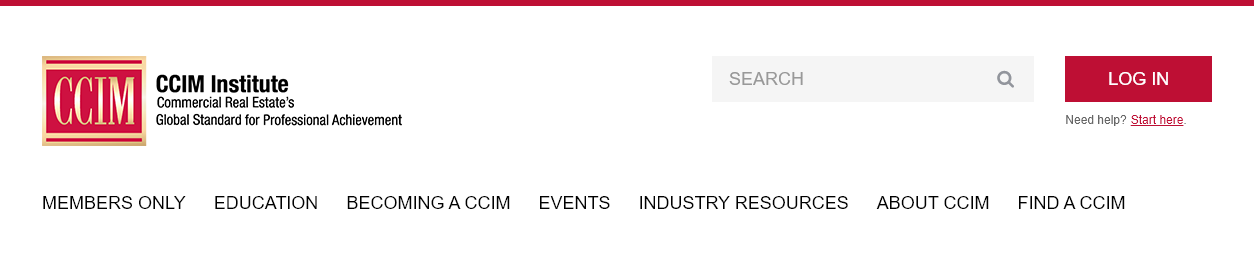 CCIM
CCIM Institute
Commercial Real Estate's
Global Standard for Professional Achievement
SEARCH
LOG IN
Need help? Start here.
MEMBERS ONLY EDUCATION BECOMING A CCIM EVENTS INDUSTRY RESOURCES ABOUT CCIM FIND A CCIM